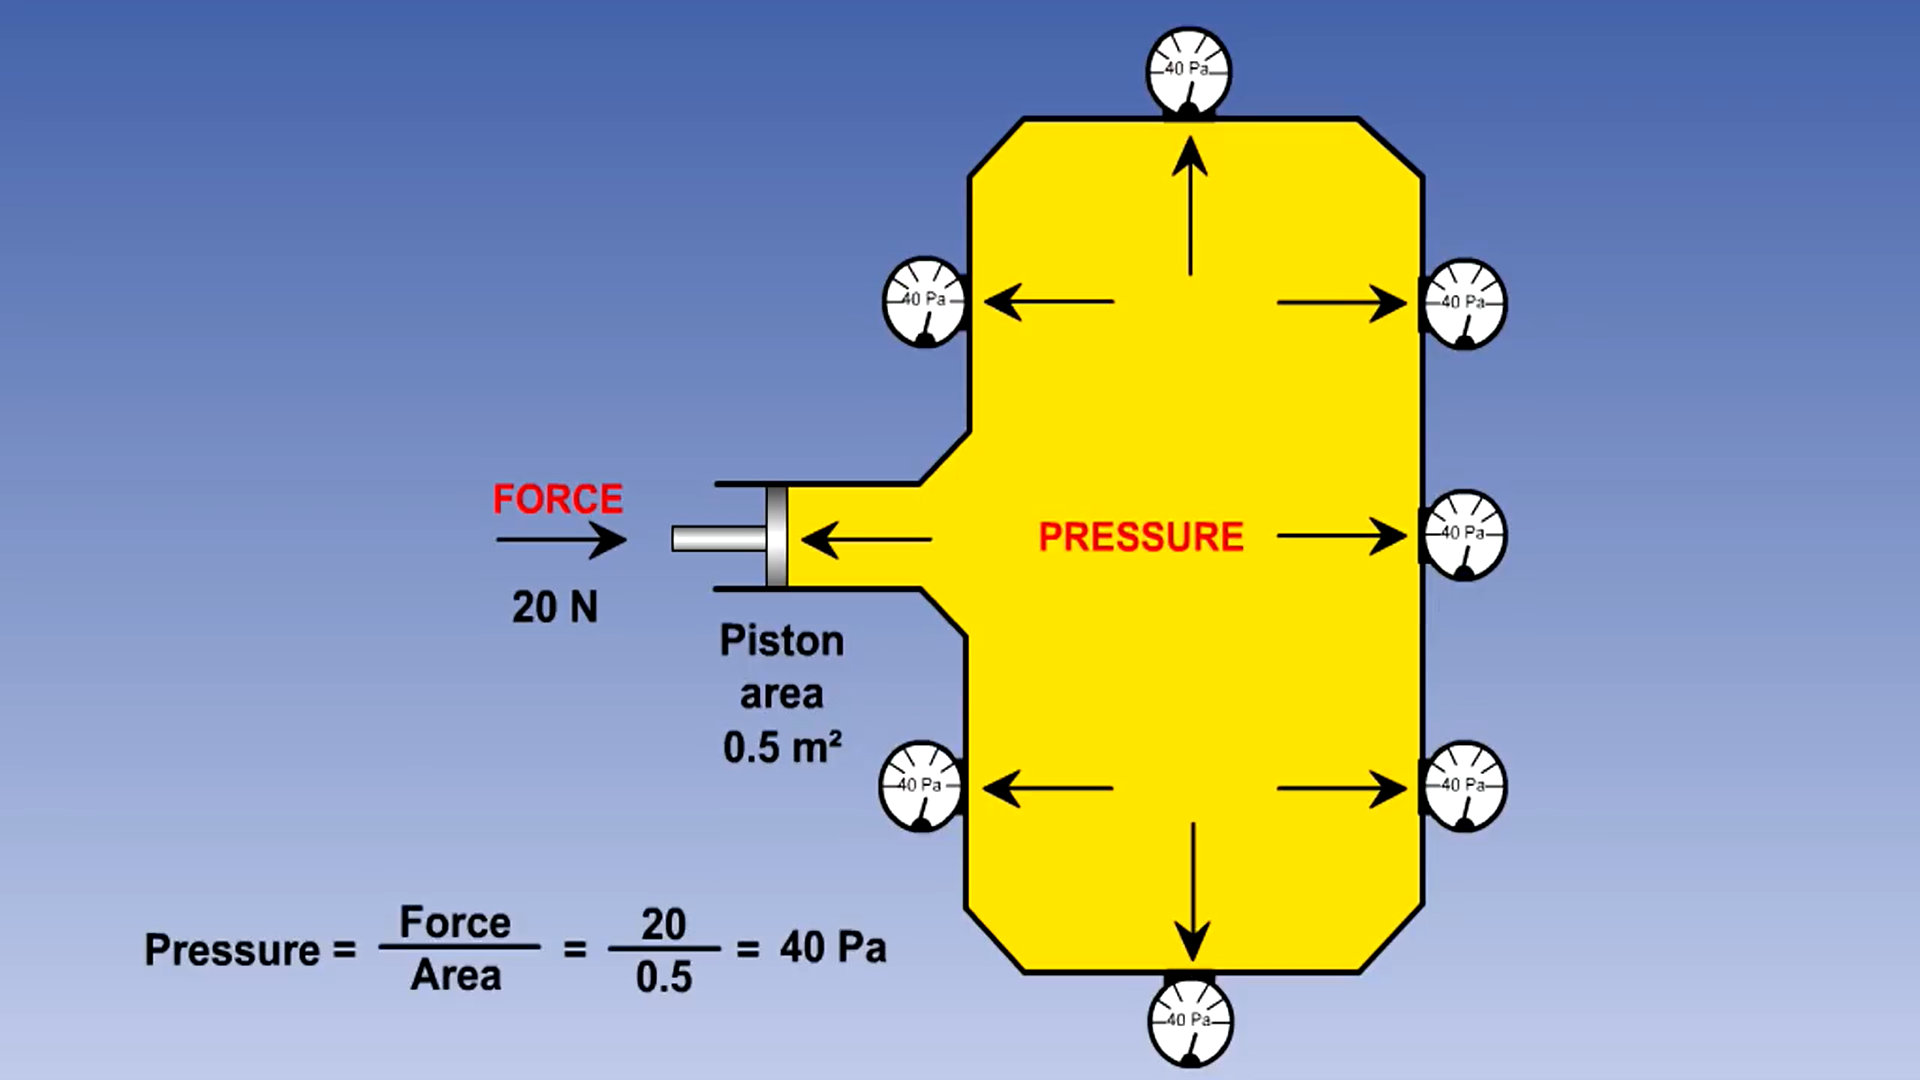 40 Pa
40 Pa
40 Pa
FORCE
20 N
PRESSURE
40 Pa
Piston
area
0.5 m²
40 Pa
40 Pa
Pressure = Force / Area = 20 / 0.5 = 40 Pa
40 Pa